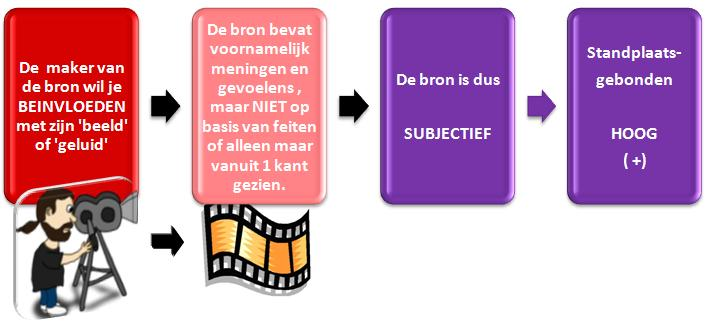 De maker van
de bron wil je
BEINVLOEDEN
met zijn 'beeld'
of 'geluid'
De bron bevat
voornamelijk
meningen en
gevoelens ,
maar NIET op
basis van feiten
of alleen maar
vanuit 1 kant
gezien.
De bron is dus
SUBJECTIEF
Standplaats-
gebonden
HOOG
( +)